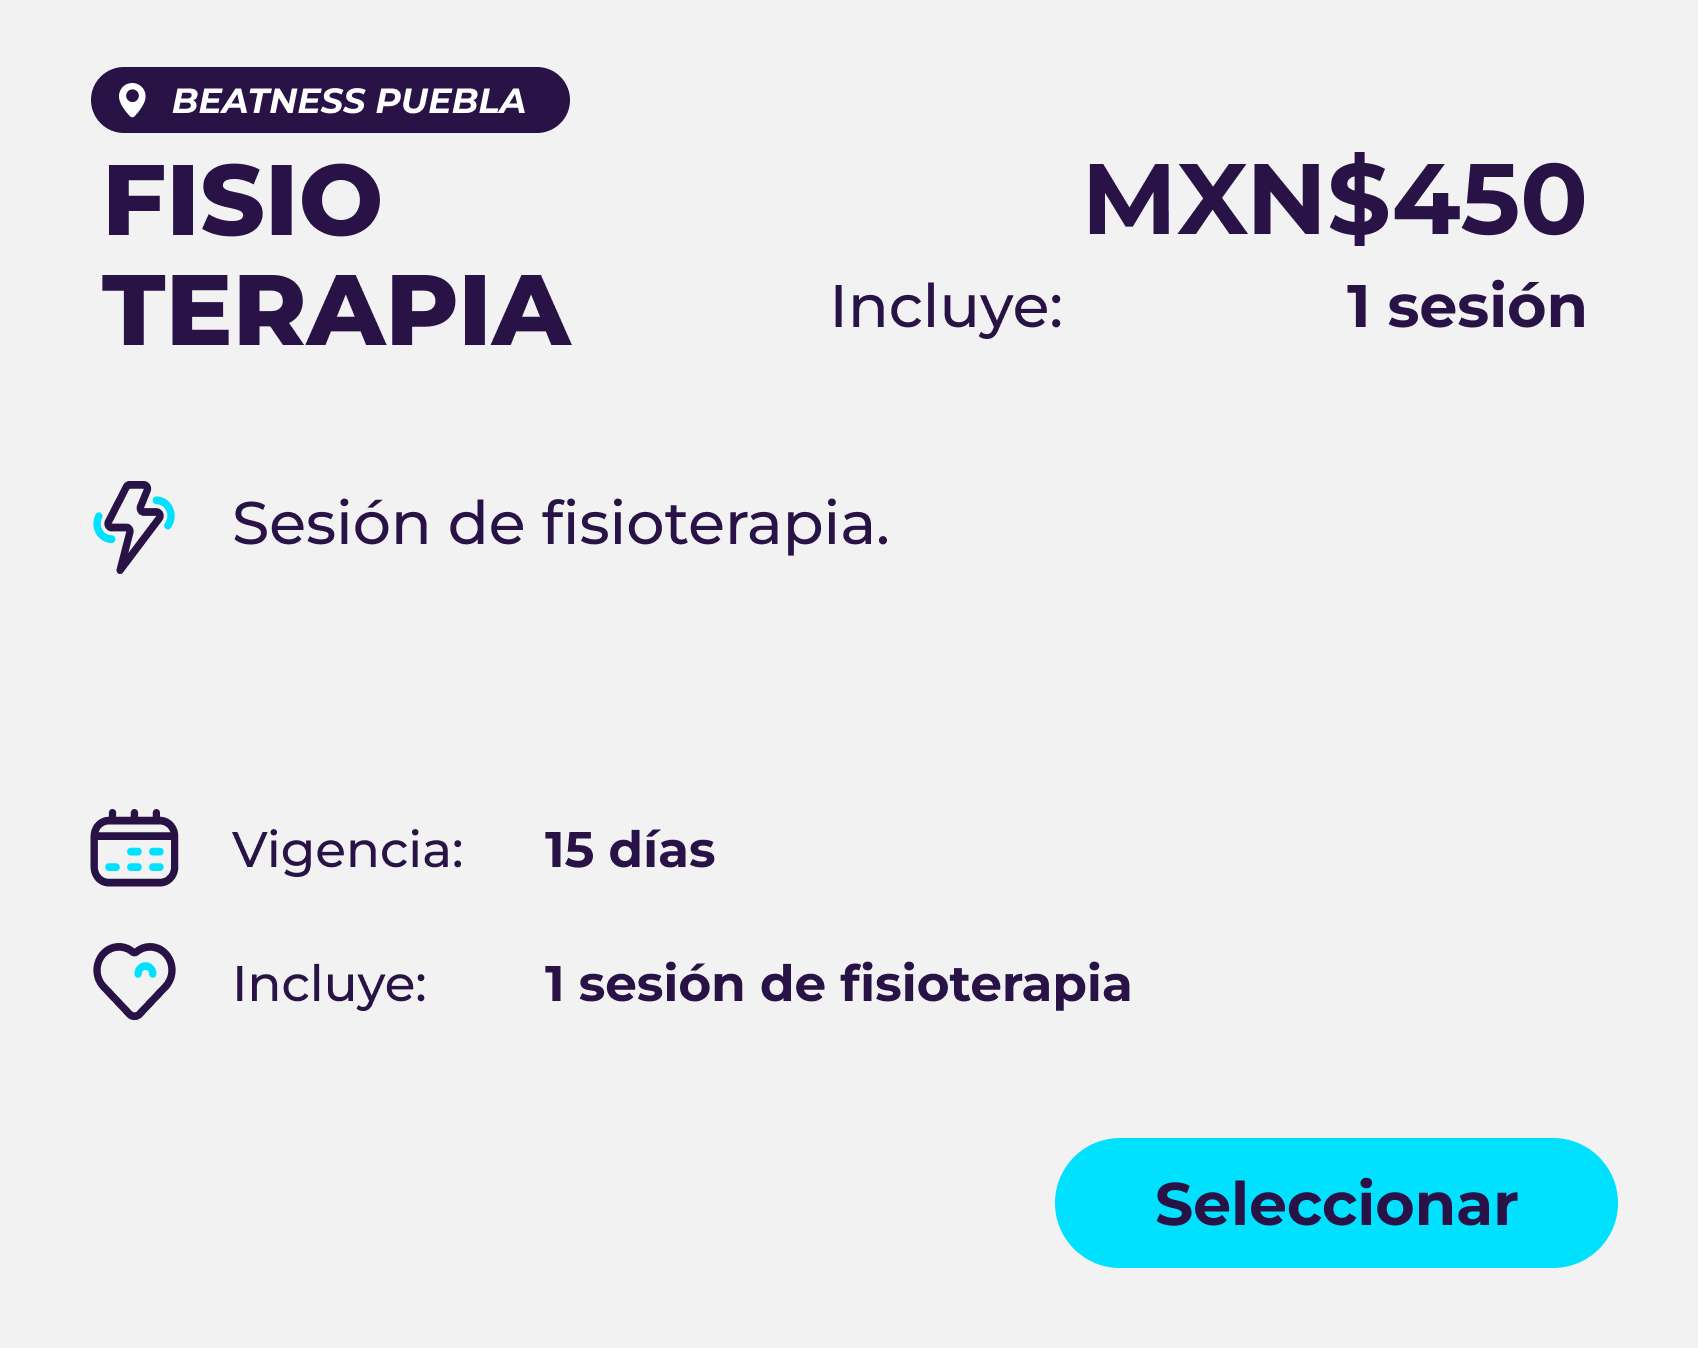 BEATNESS PUEBLA
FISIO
TERAPIA
MXN$450
Incluye: 1 sesión
Sesión de fisioterapia.
Vigencia: 15 días
Incluye: 1 sesión de fisioterapia
Seleccionar